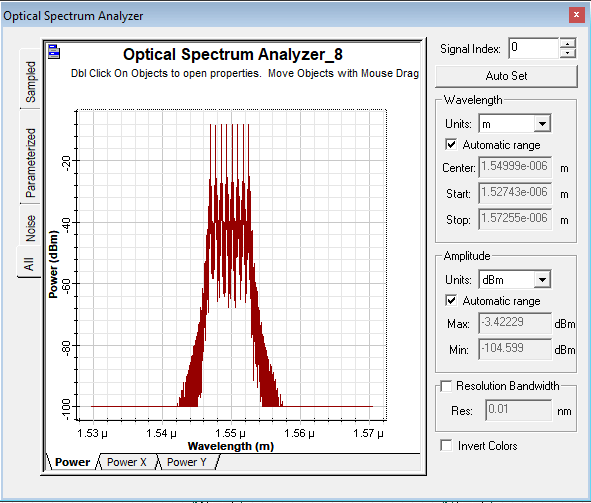 Optical Spectrum Analyzer
Optical Spectrum Analyzer_8
Dbl Click On Objects to open properties. Move Objects with Mouse Drag
Sampled
Parameterized
Noise
All
Power (dBm)
-20
-40
-60
-80
-100
1.53 µ
1.54 µ
1.55 µ
1.56 µ
1.57 µ
Wavelength (m)
Power
Power X
Power Y
Signal Index: 0
Auto Set
Wavelength
Units: m
Automatic range
Center: 1.54999e-006 m
Start: 1.52743e-006 m
Stop: 1.57255e-006 m
Amplitude
Units: dBm
Automatic range
Max: -3.42229 dBm
Min: -104.599 dBm
Resolution Bandwidth
Res: 0.01 nm
Invert Colors